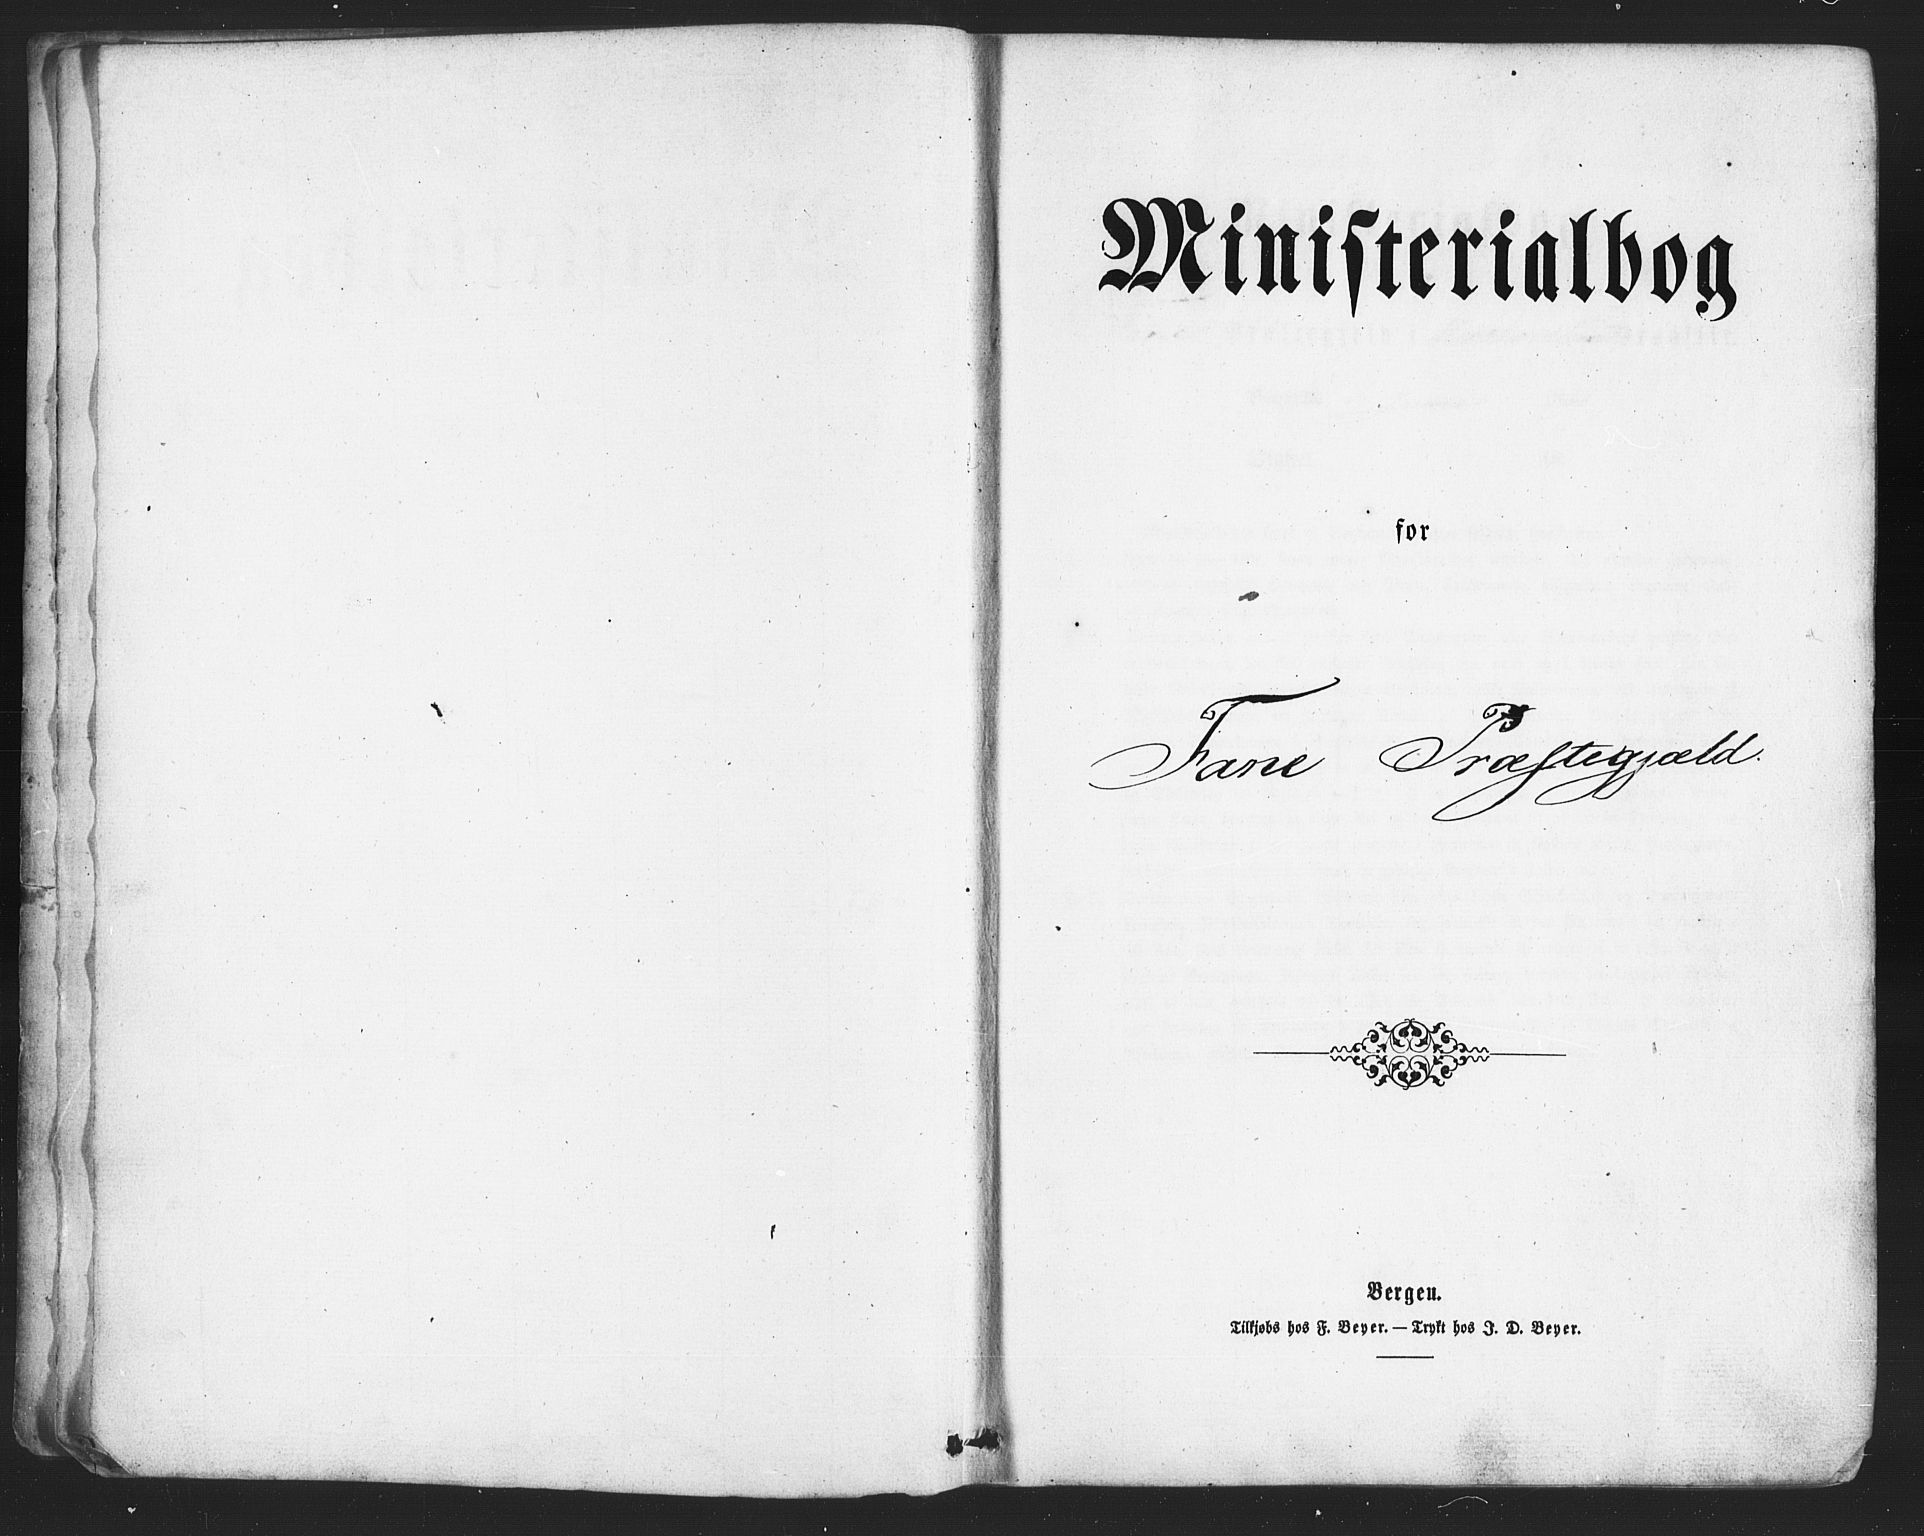 Ministerialbog
for
Fane Præstegjæld.
Bergen.
Tilkjøbs hos F. Beyer. — Trykt hos J. D. Beyer.